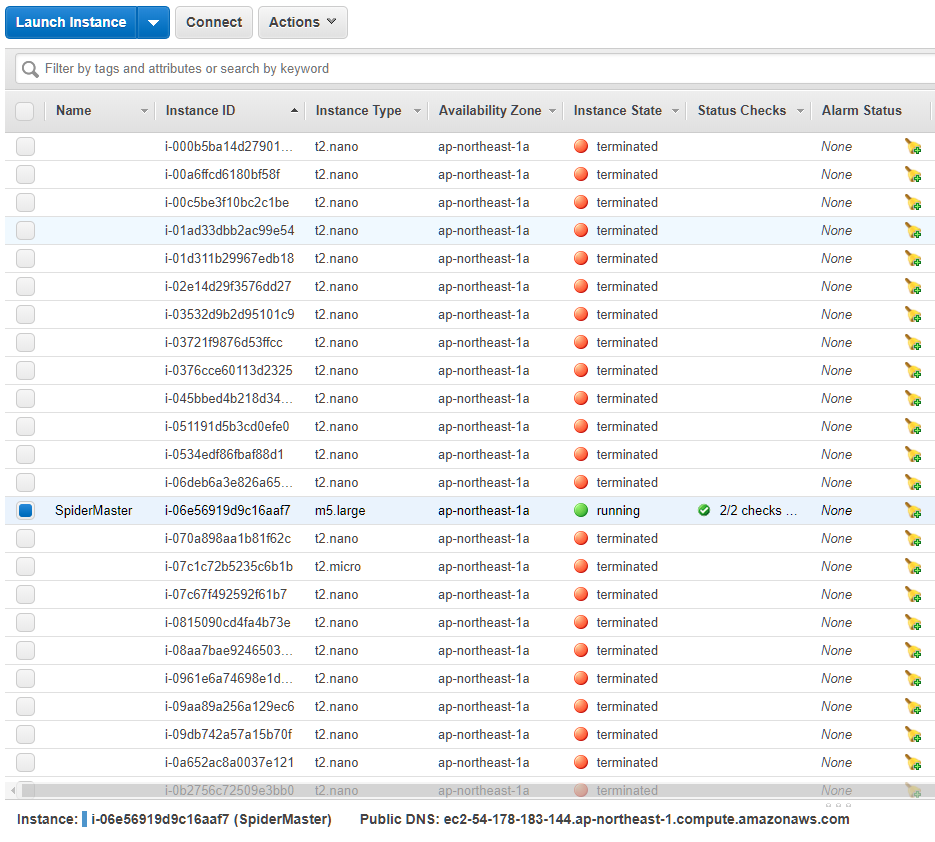 Launch Instance Connect Actions
Filter by tags and attributes or search by keyword
Name Instance ID Instance Type Availability Zone Instance State Status Checks Alarm Status
i-000b5ba14d27901... t2.nano ap-northeast-1a terminated None
i-00a6ffcd6180bf58f t2.nano ap-northeast-1a terminated None
i-00c5be3f10bc2c1be t2.nano ap-northeast-1a terminated None
i-01ad33dbb2ac99e54 t2.nano ap-northeast-1a terminated None
i-01d311b29967edb18 t2.nano ap-northeast-1a terminated None
i-02e14d29f3576dd27 t2.nano ap-northeast-1a terminated None
i-03532d9b2d95101c9 t2.nano ap-northeast-1a terminated None
i-03721f9876d53ffcc t2.nano ap-northeast-1a terminated None
i-0376cce60113d2325 t2.nano ap-northeast-1a terminated None
i-045bbed4b218d34... t2.nano ap-northeast-1a terminated None
i-051191d5b3cd0efe0 t2.nano ap-northeast-1a terminated None
i-0534edf86fbaf88d1 t2.nano ap-northeast-1a terminated None
i-06deb6a3e826a65... t2.nano ap-northeast-1a terminated None
SpiderMaster i-06e56919d9c16aaf7 m5.large ap-northeast-1a running 2/2 checks ... None
i-070a898aa1b81f62c t2.nano ap-northeast-1a terminated None
i-07c1c72b5235c6b1b t2.micro ap-northeast-1a terminated None
i-07c67f492592f61b7 t2.nano ap-northeast-1a terminated None
i-0815090cd4fa4b73e t2.nano ap-northeast-1a terminated None
i-08aa7bae9246503... t2.nano ap-northeast-1a terminated None
i-0961e6a74698e1d... t2.nano ap-northeast-1a terminated None
i-09aa89a256a129ec6 t2.nano ap-northeast-1a terminated None
i-09db742a57a15b70f t2.nano ap-northeast-1a terminated None
i-0a652ac8a0037e121 t2.nano ap-northeast-1a terminated None
i-0b2756c72509e3bb0 t2.nano ap-northeast-1a terminated None
Instance: i-06e56919d9c16aaf7 (SpiderMaster) Public DNS: ec2-54-178-183-144.ap-northeast-1.compute.amazonaws.com